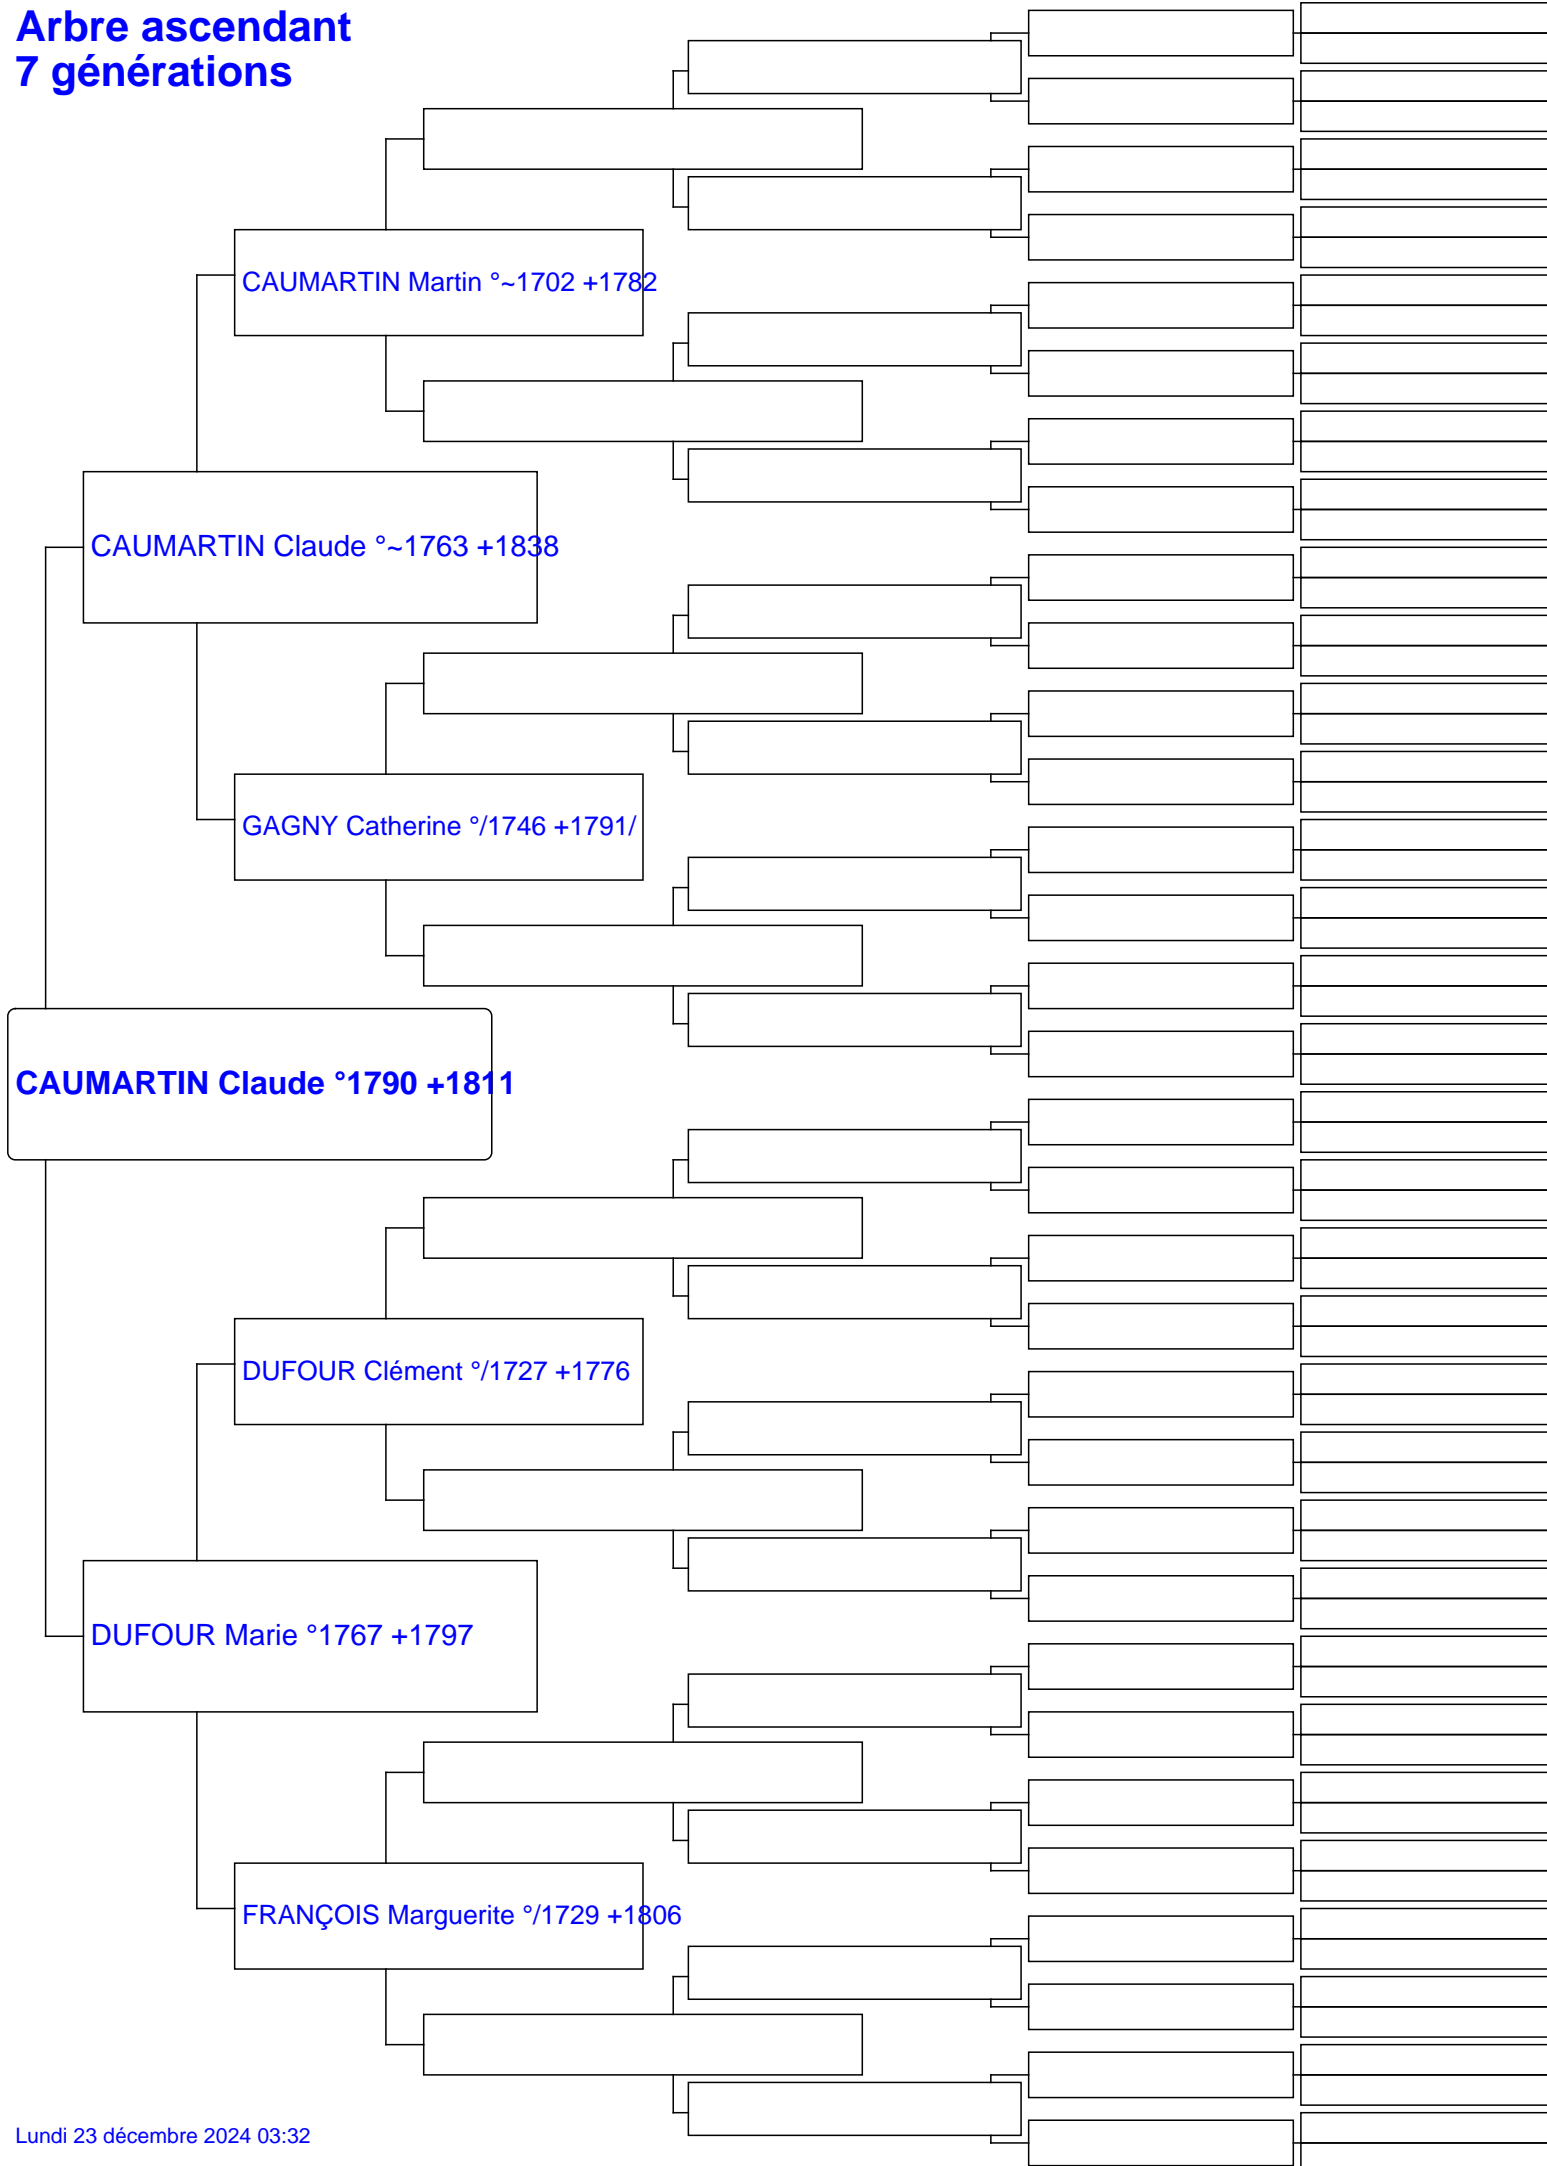 Arbre ascendant
7 générations
CAUMARTIN Martin °~1702 +1782
CAUMARTIN Claude °~1763 +1838
GAGNY Catherine °/1746 +1791/
CAUMARTIN Claude °1790 +1811
DUFOUR Clément °/1727 +1776
DUFOUR Marie °1767 +1797
FRANÇOIS Marguerite °/1729 +1806
Lundi 23 décembre 2024 03:32